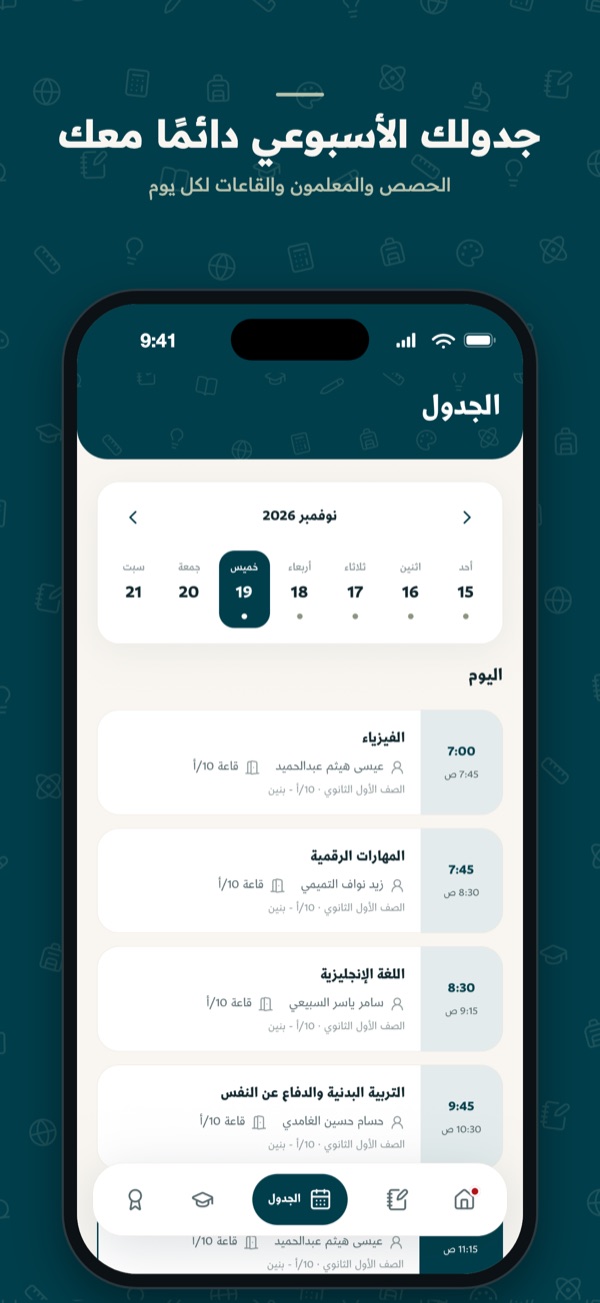 جدولك الأسبوعي دائمًا معك
الحصص والمعلمون والقاعات لكل يوم
9:41
الجدول
نوفمبر 2026
أحد اثنين ثلاثاء أربعاء خميس جمعة سبت
15 16 17 18 19 20 21
اليوم
7:00
7:45 ص
الفيزياء
عيسى هيثم عبدالحميد قاعة 10/أ
الصف الأول الثانوي · 10/أ - بنين
7:45
8:30 ص
المهارات الرقمية
زيد نواف التميمي قاعة 10/أ
الصف الأول الثانوي · 10/أ - بنين
8:30
9:15 ص
اللغة الإنجليزية
سامر ياسر السبيعي قاعة 10/أ
الصف الأول الثانوي · 10/أ - بنين
9:45
10:30 ص
التربية البدنية والدفاع عن النفس
حسام حسين الغامدي قاعة 10/أ
الصف الأول الثانوي · 10/أ - بنين
الجدول
11:15 ص
عيسى هيثم عبدالحميد قاعة 10/أ
الصف الأول الثانوي · 10/أ - بنين